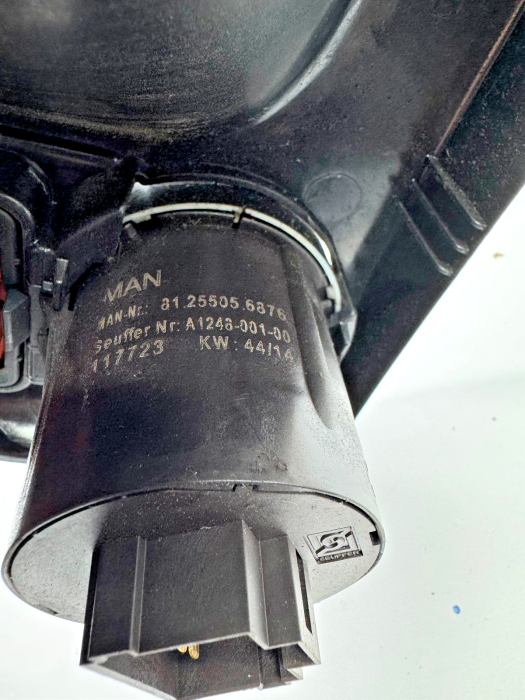 MAN
MAN-Nr.: 81.25505.6876
Seuffer Nr: A1248-001-00
117723 KW: 44/14
SEUFFER